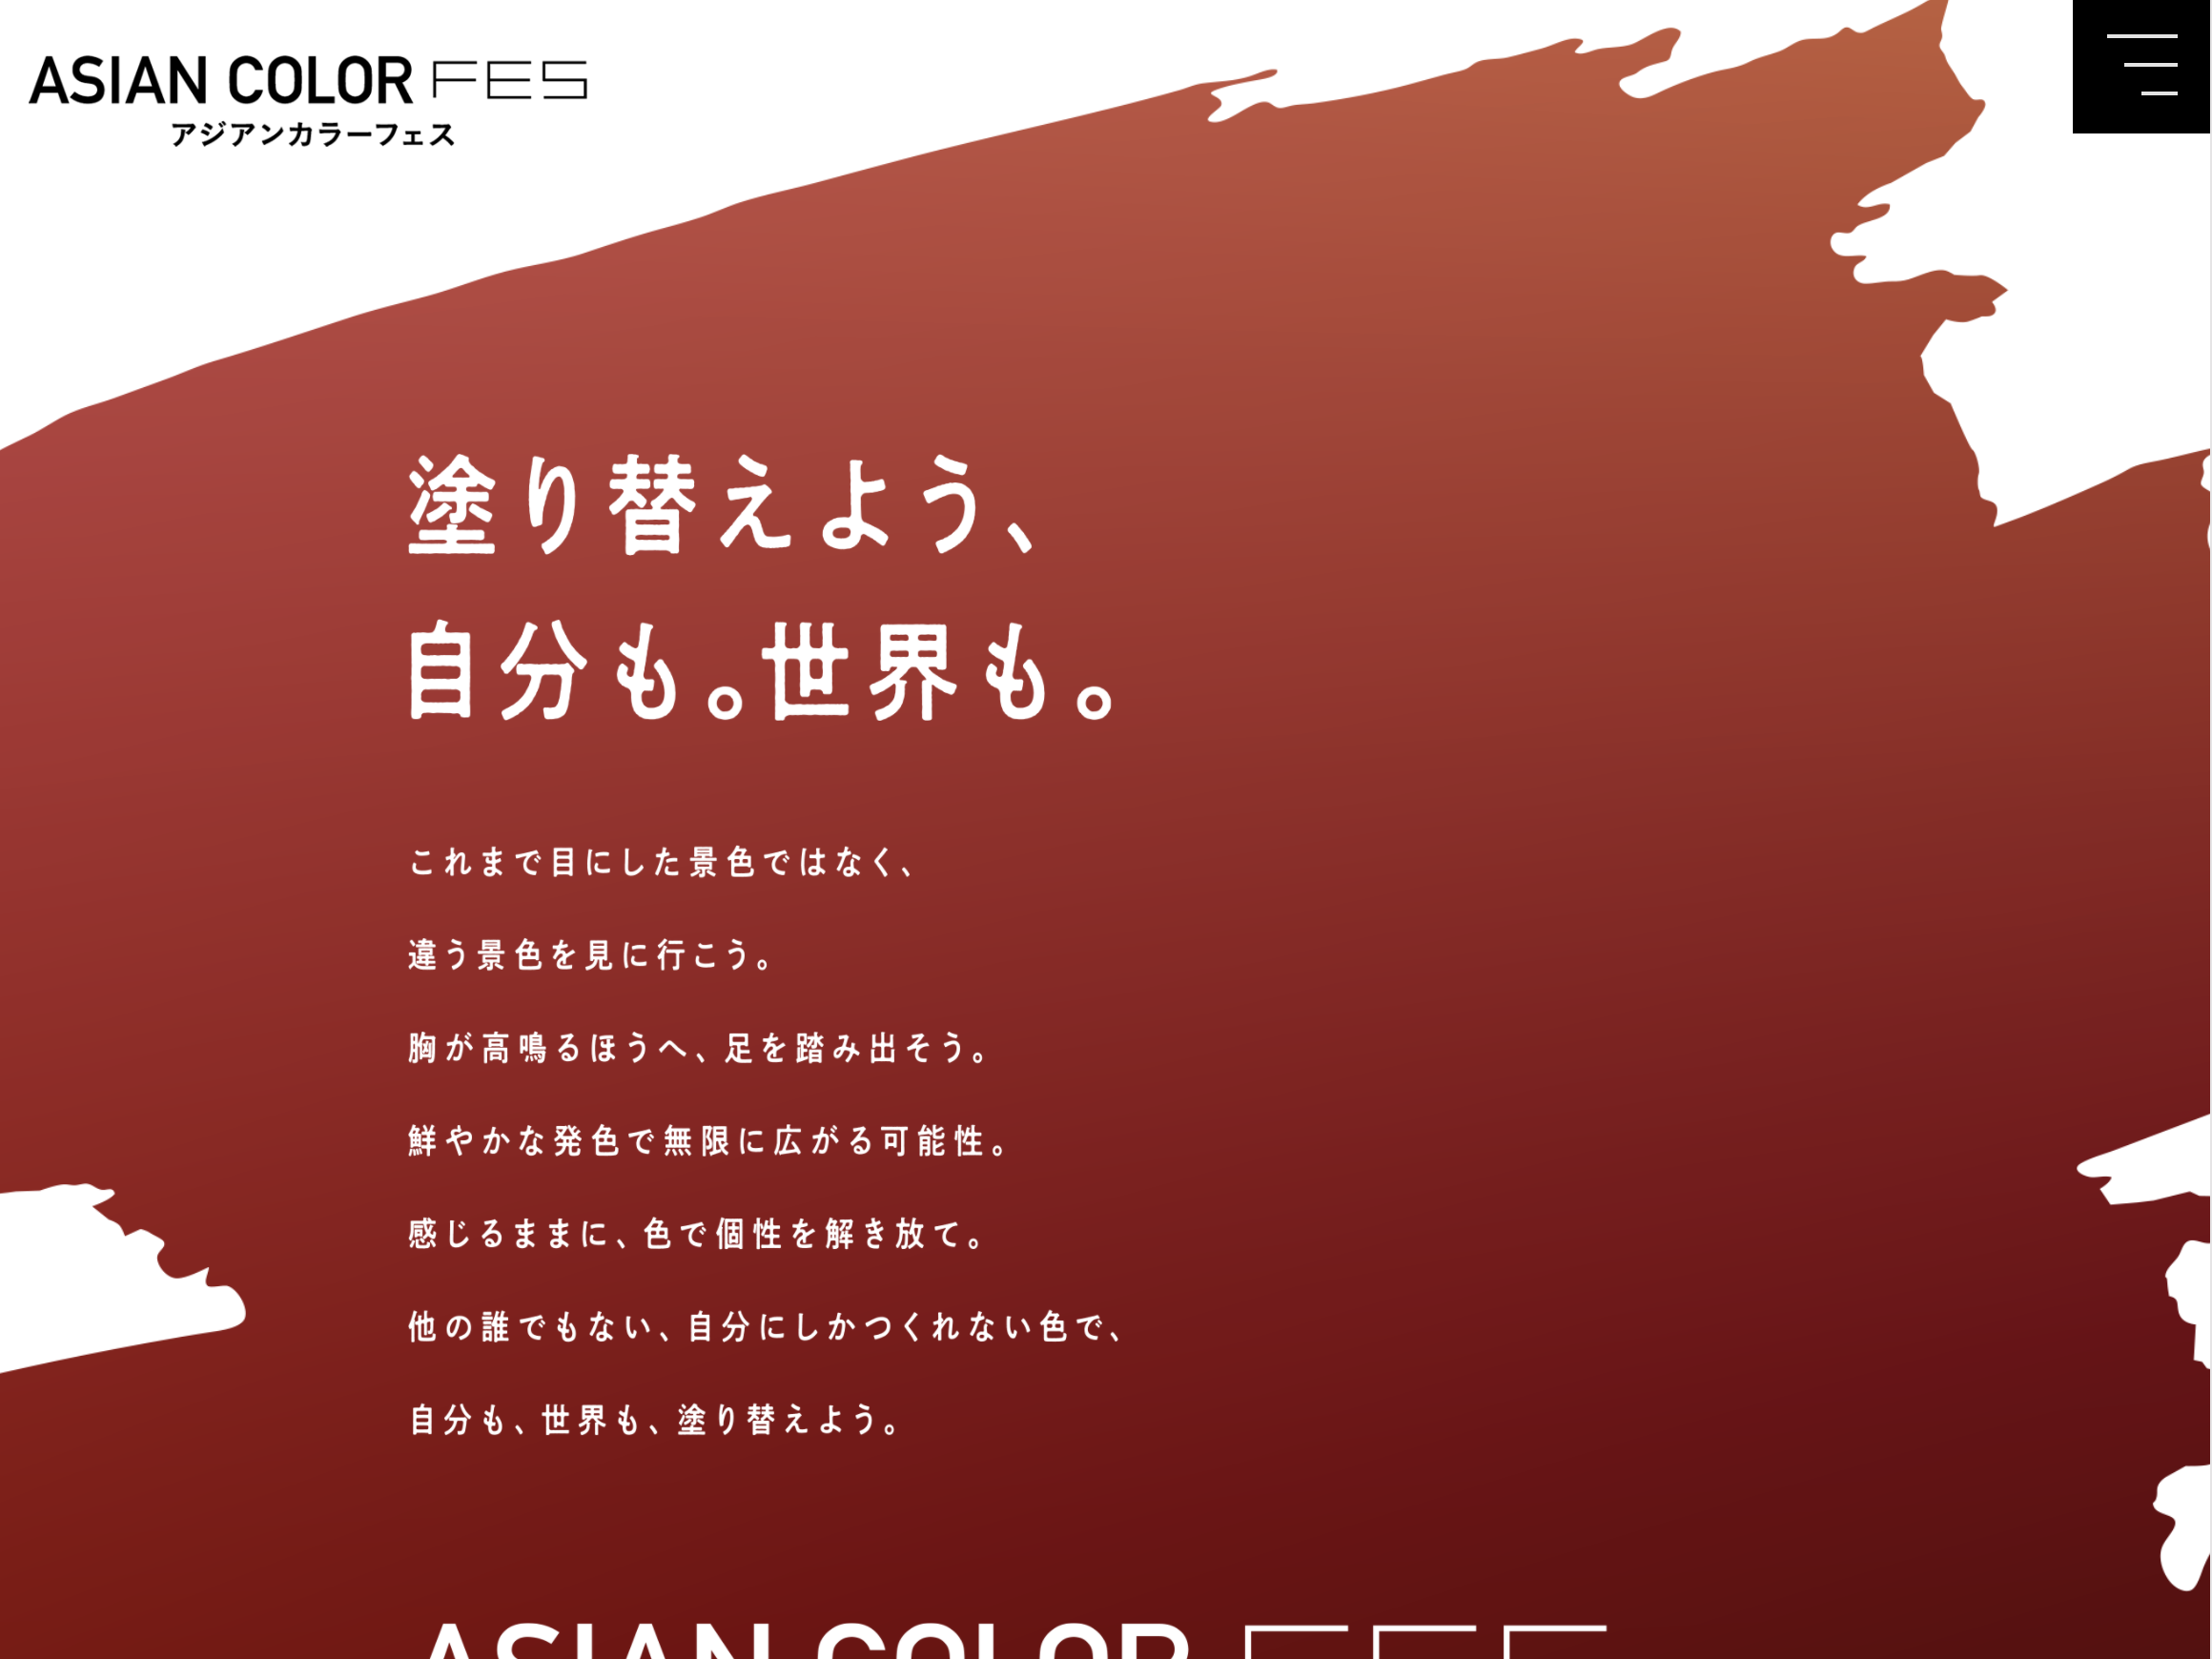 ASIAN COLOR FES
アジアンカラーフェス
塗り替えよう、
自分も。世界も。
これまで目にした景色ではなく、
違う景色を見に行こう。
胸が高鳴るほうへ、足を踏み出そう。
鮮やかな発色で無限に広がる可能性。
感じるままに、色で個性を解き放て。
他の誰でもない、自分にしかつくれない色で、
自分も、世界も、塗り替えよう。
ASIAN COLOR FES